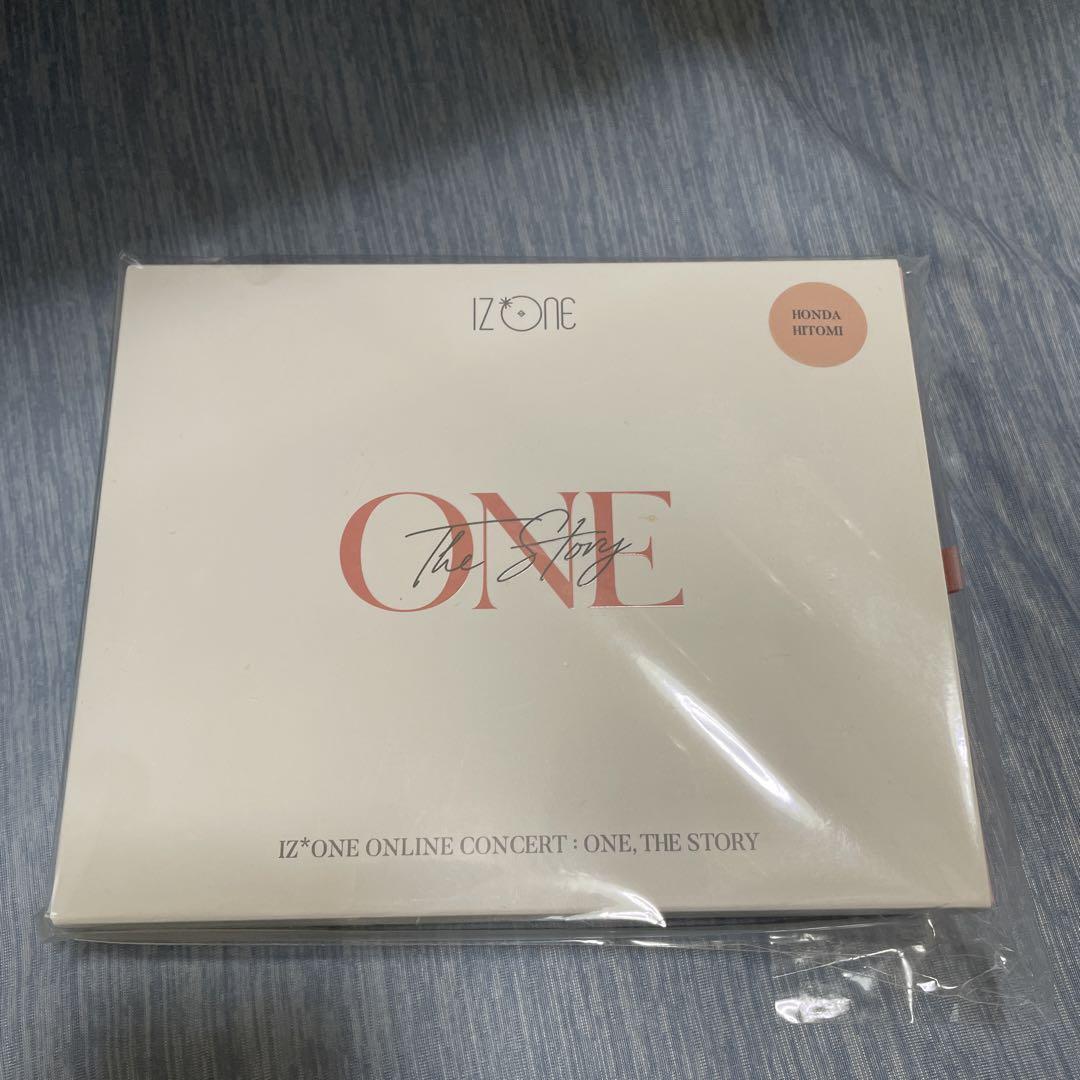 IZ*ONE
HONDA
HITOMI
ONE
The Story
IZ*ONE ONLINE CONCERT : ONE, THE STORY